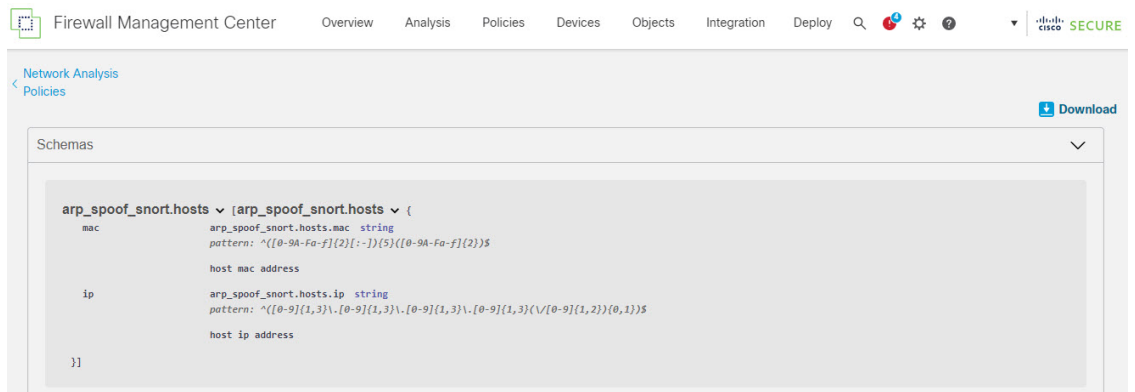 Firewall Management Center Overview Analysis Policies Devices Objects Integration Deploy 4 ? cisco SECURE
Network Analysis
Policies
Download
Schemas
arp_spoof_snort.hosts [arp_spoof_snort.hosts {
mac arp_spoof_snort.hosts.mac string
pattern: ^([0-9A-Fa-f]{2}[:-]){5}([0-9A-Fa-f]{2})$
host mac address
ip arp_spoof_snort.hosts.ip string
pattern: ^([0-9]{1,3}\.[0-9]{1,3}\.[0-9]{1,3}\.[0-9]{1,3}(\/[0-9]{1,2}){0,1})$
host ip address
}]